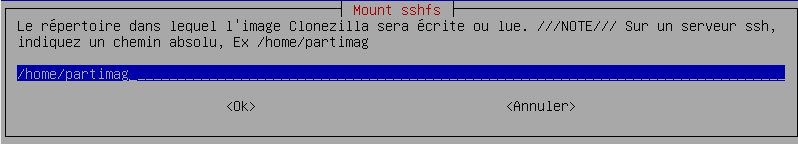 Mount sshfs
Le répertoire dans lequel l'image Clonezilla sera écrite ou lue. ///NOTE/// Sur un serveur ssh,
indiquez un chemin absolu, Ex /home/partimag
/home/partimag
<Ok> <Annuler>